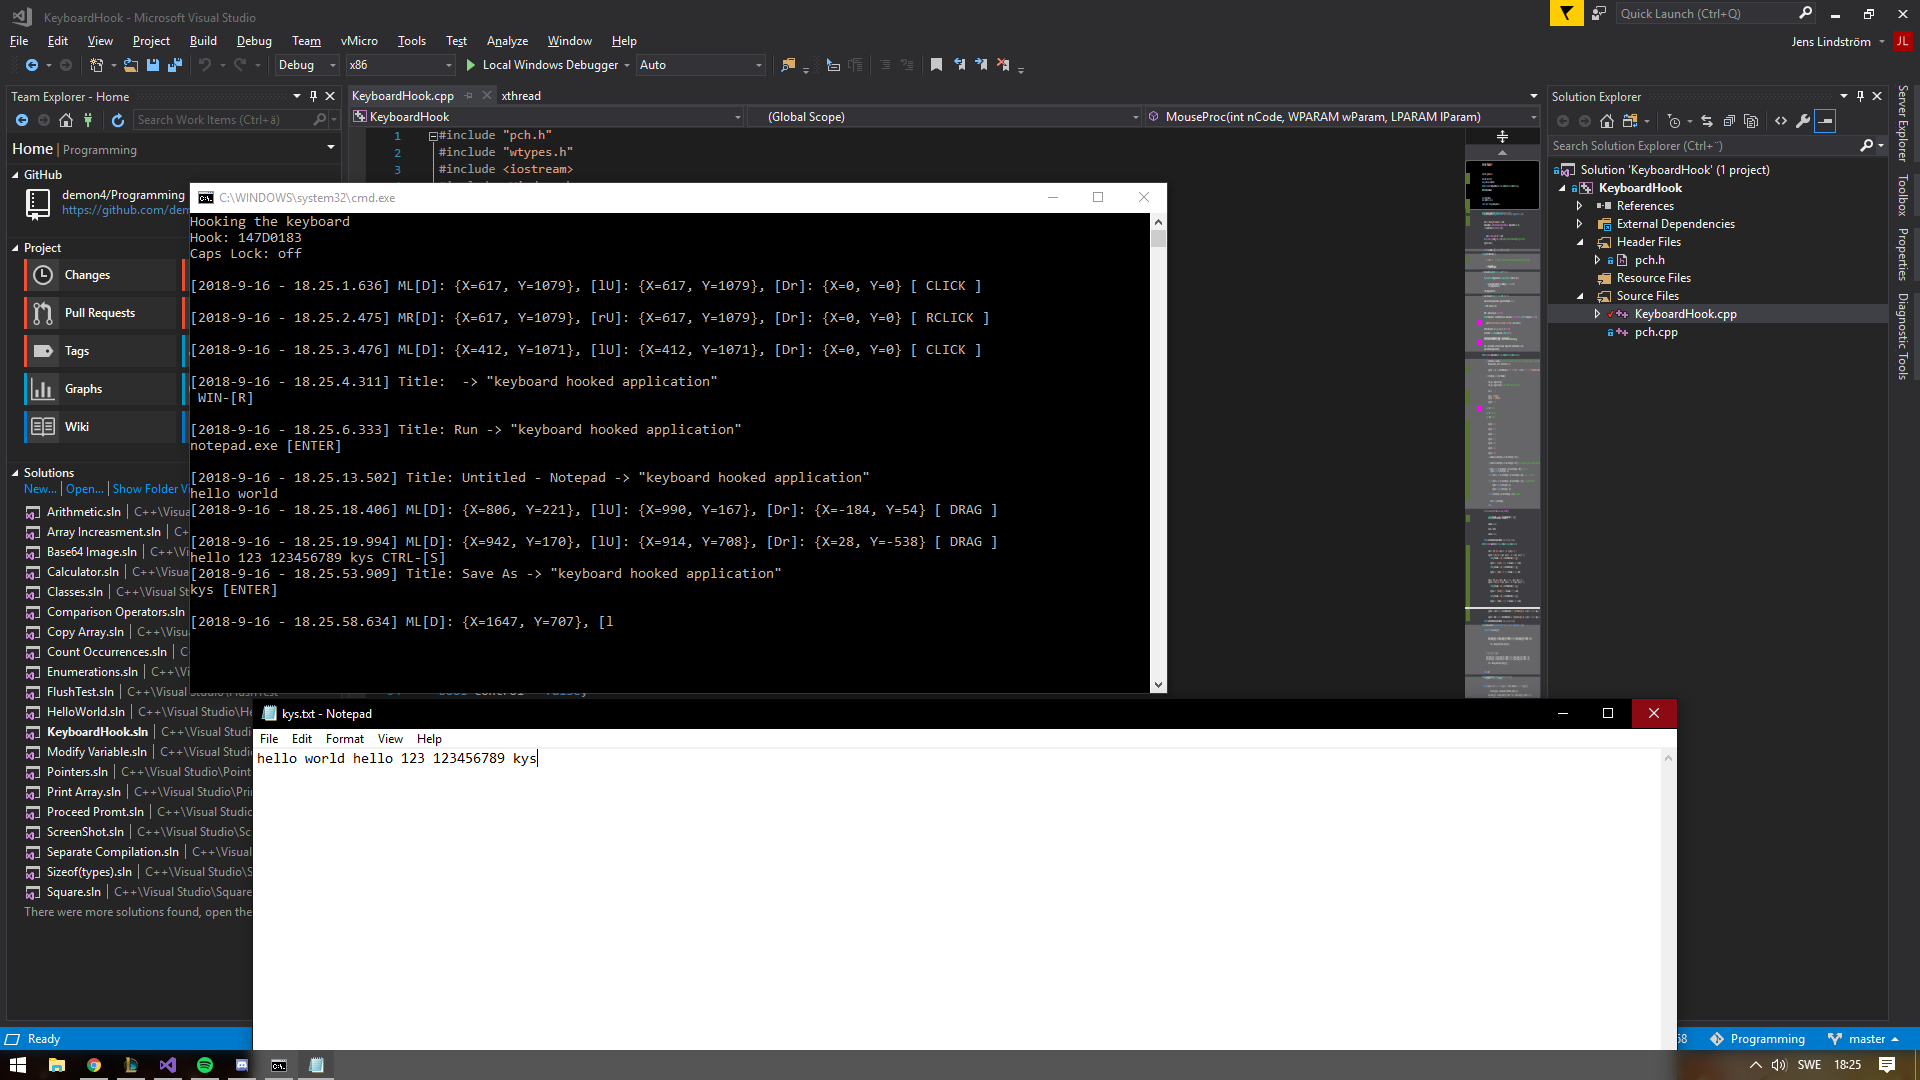 KeyboardHook - Microsoft Visual Studio
Quick Launch (Ctrl+Q)
File Edit View Project Build Debug Team vMicro Tools Test Analyze Window Help
Jens Lindström JL
Debug x86 Local Windows Debugger Auto
Team Explorer - Home
Search Work Items (Ctrl+ä)
Home | Programming
GitHub
demon4/Programming
https://github.com/den
Project
Changes
Pull Requests
Tags
Graphs
Wiki
Solutions
New... | Open... | Show Folder V
Arithmetic.sln | C++\Visua
Array Increasment.sln | C++
Base64 Image.sln | C++\Vi
Calculator.sln | C++\Visual
Classes.sln | C++\Visual S
Comparison Operators.sln
Copy Array.sln | C++\Visua
Count Occurrences.sln | C
Enumerations.sln | C++\Vi
FlushTest.sln | C++\Visual Studio\FlushTest
HelloWorld.sln | C++\Visual Studio\He
KeyboardHook.sln | C++\Visual Studio
Modify Variable.sln | C++\Visual Studio
Pointers.sln | C++\Visual Studio\Point
Print Array.sln | C++\Visual Studio\Prin
Proceed Promt.sln | C++\Visual Studio
ScreenShot.sln | C++\Visual Studio\Sc
Separate Compilation.sln | C++\Visual
Sizeof(types).sln | C++\Visual Studio\S
Square.sln | C++\Visual Studio\Square
There were more solutions found, open the
KeyboardHook.cpp xthread
KeyboardHook (Global Scope) MouseProc(int nCode, WPARAM wParam, LPARAM lParam)
1 #include "pch.h"
2 #include "wtypes.h"
3 #include <iostream>
C:\WINDOWS\system32\cmd.exe
Hooking the keyboard
Hook: 147D0183
Caps Lock: off
[2018-9-16 - 18.25.1.636] ML[D]: {X=617, Y=1079}, [lU]: {X=617, Y=1079}, [Dr]: {X=0, Y=0} [ CLICK ]
[2018-9-16 - 18.25.2.475] MR[D]: {X=617, Y=1079}, [rU]: {X=617, Y=1079}, [Dr]: {X=0, Y=0} [ RCLICK ]
[2018-9-16 - 18.25.3.476] ML[D]: {X=412, Y=1071}, [lU]: {X=412, Y=1071}, [Dr]: {X=0, Y=0} [ CLICK ]
[2018-9-16 - 18.25.4.311] Title:  -> "keyboard hooked application"
WIN-[R]
[2018-9-16 - 18.25.6.333] Title: Run -> "keyboard hooked application"
notepad.exe [ENTER]
[2018-9-16 - 18.25.13.502] Title: Untitled - Notepad -> "keyboard hooked application"
hello world
[2018-9-16 - 18.25.18.406] ML[D]: {X=806, Y=221}, [lU]: {X=990, Y=167}, [Dr]: {X=-184, Y=54} [ DRAG ]
[2018-9-16 - 18.25.19.994] ML[D]: {X=942, Y=170}, [lU]: {X=914, Y=708}, [Dr]: {X=28, Y=-538} [ DRAG ]
hello 123 123456789 kys CTRL-[S]
[2018-9-16 - 18.25.53.909] Title: Save As -> "keyboard hooked application"
kys [ENTER]
[2018-9-16 - 18.25.58.634] ML[D]: {X=1647, Y=707}, [l
kys.txt - Notepad
File Edit Format View Help
hello world hello 123 123456789 kys
Solution Explorer
Search Solution Explorer (Ctrl+¨)
Solution 'KeyboardHook' (1 project)
KeyboardHook
References
External Dependencies
Header Files
pch.h
Resource Files
Source Files
KeyboardHook.cpp
pch.cpp
Server Explorer
Toolbox
Properties
Diagnostic Tools
Ready
58 Programming master
SWE 18:25